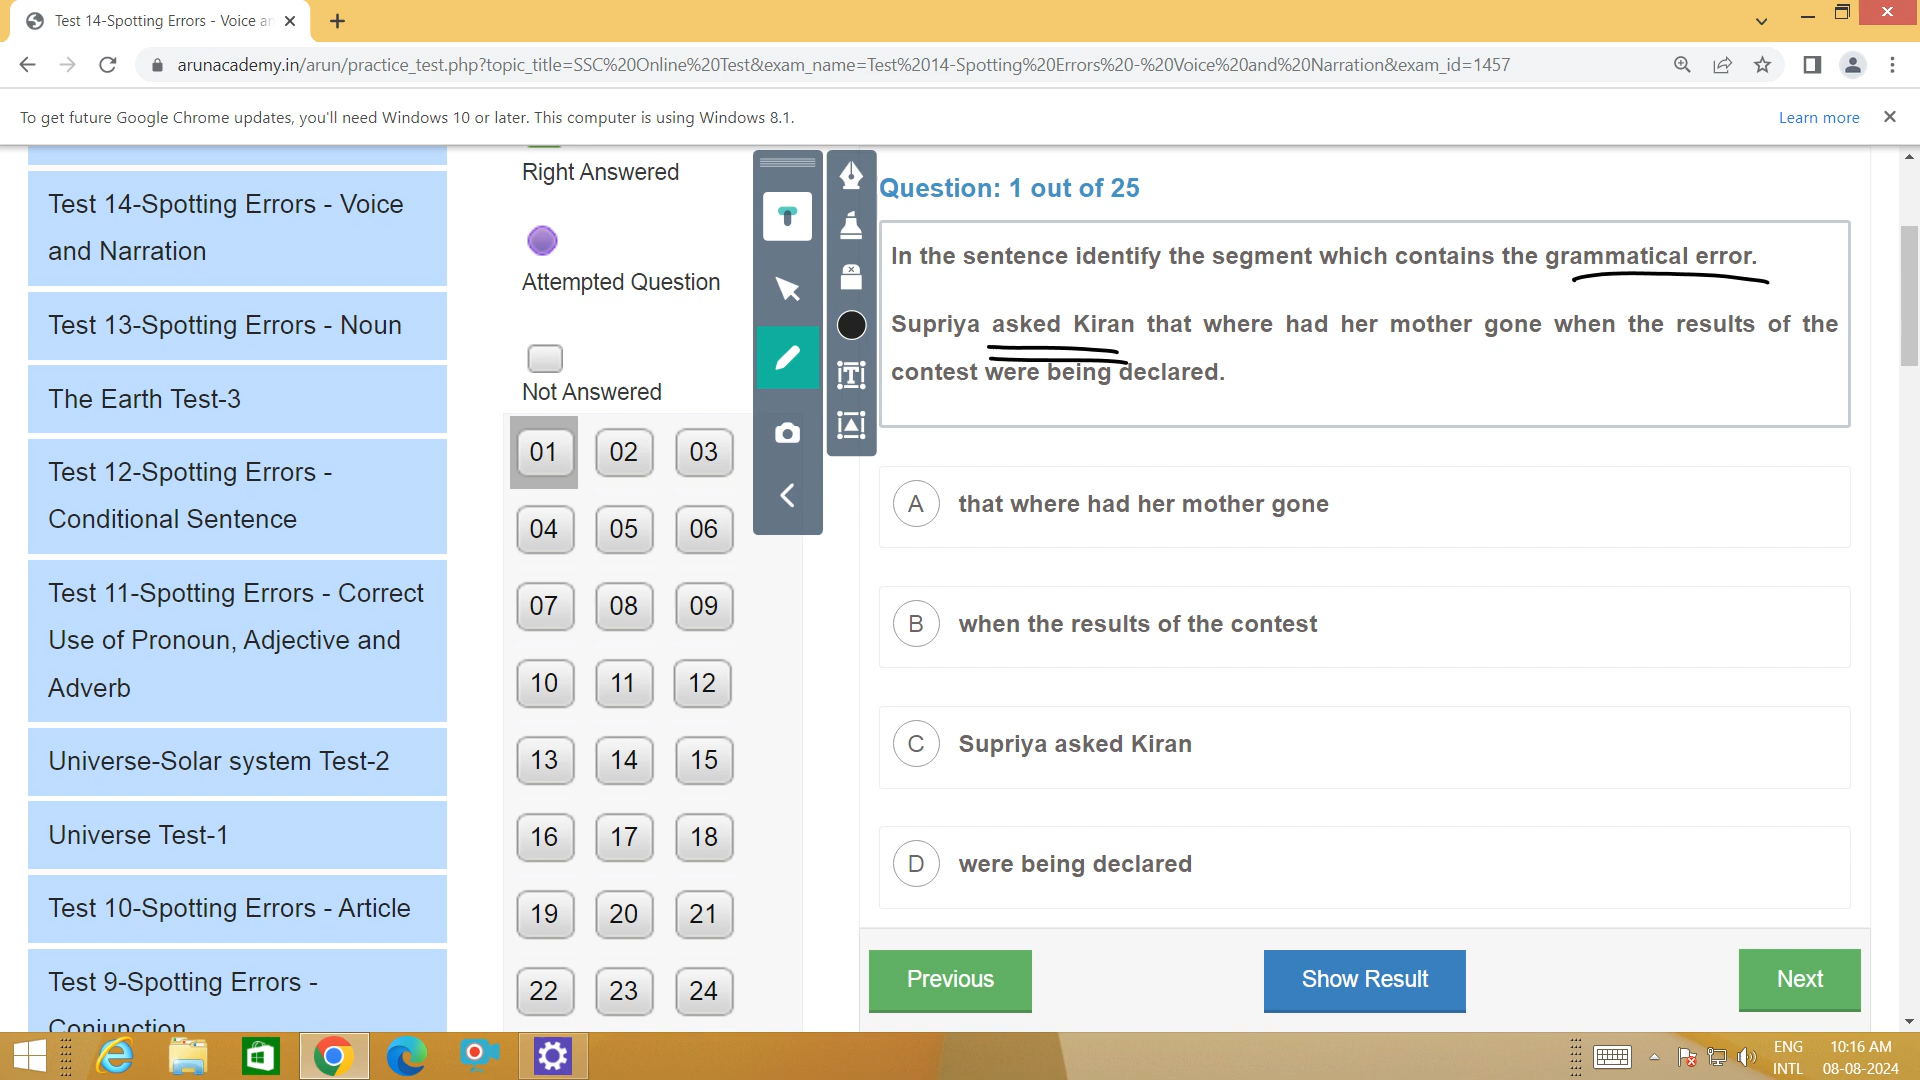 Test 14-Spotting Errors - Voice an
arunacademy.in/arun/practice_test.php?topic_title=SSC%20Online%20Test&exam_name=Test%2014-Spotting%20Errors%20-%20Voice%20and%20Narration&exam_id=1457
To get future Google Chrome updates, you'll need Windows 10 or later. This computer is using Windows 8.1.
Learn more
Test 14-Spotting Errors - Voice
and Narration
Test 13-Spotting Errors - Noun
The Earth Test-3
Test 12-Spotting Errors -
Conditional Sentence
Test 11-Spotting Errors - Correct
Use of Pronoun, Adjective and
Adverb
Universe-Solar system Test-2
Universe Test-1
Test 10-Spotting Errors - Article
Test 9-Spotting Errors -
Conjunction
Right Answered
Attempted Question
Not Answered
01 02 03
04 05 06
07 08 09
10 11 12
13 14 15
16 17 18
19 20 21
22 23 24
Question: 1 out of 25
In the sentence identify the segment which contains the grammatical error.
Supriya asked Kiran that where had her mother gone when the results of the
contest were being declared.
A that where had her mother gone
B when the results of the contest
C Supriya asked Kiran
D were being declared
Previous
Show Result
Next
ENG
INTL
10:16 AM
08-08-2024